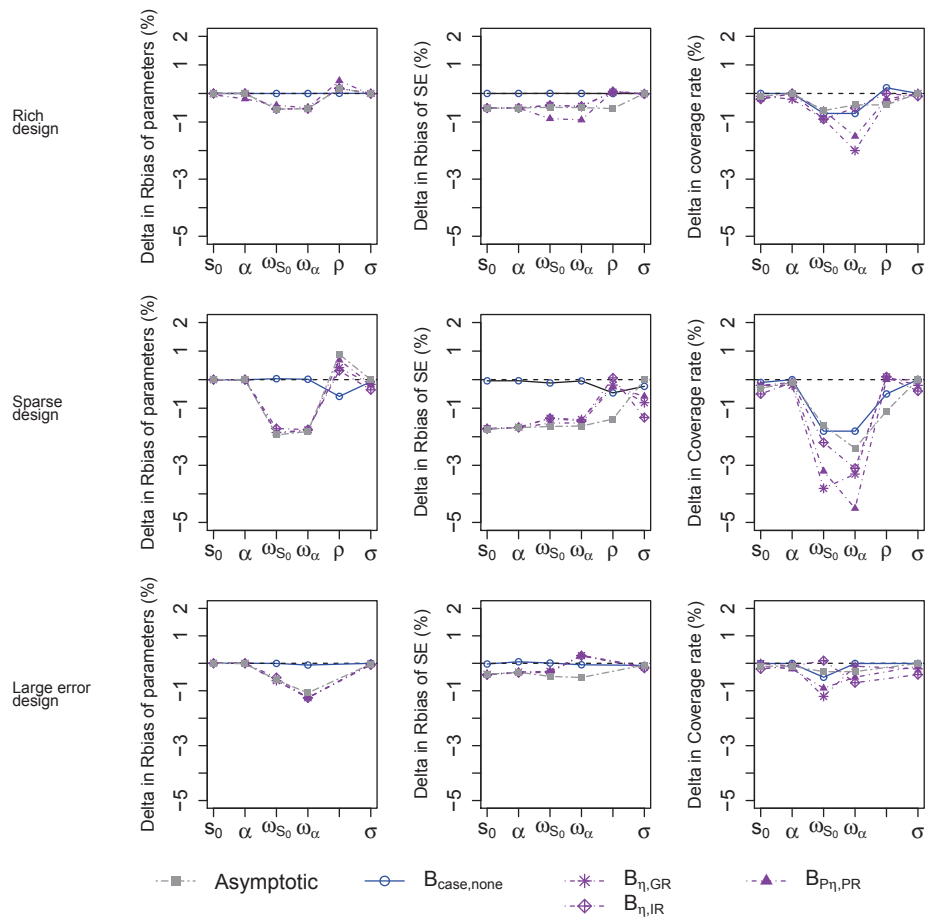 Delta in Rbias of parameters (%)
2
1
−1
−3
−5
S₀ α ωS₀ ωα ρ σ
Delta in Rbias of SE (%)
2
1
−1
−3
−5
S₀ α ωS₀ ωα ρ σ
Delta in coverage rate (%)
2
1
−1
−3
−5
S₀ α ωS₀ ωα ρ σ
Rich
design
Delta in Rbias of parameters (%)
2
1
−1
−3
−5
S₀ α ωS₀ ωα ρ σ
Delta in Rbias of SE (%)
2
1
−1
−3
−5
S₀ α ωS₀ ωα ρ σ
Delta in Coverage rate (%)
2
1
−1
−3
−5
S₀ α ωS₀ ωα ρ σ
Sparse
design
Delta in Rbias of parameters (%)
2
1
−1
−3
−5
S₀ α ωS₀ ωα σ
Delta in Rbias of SE (%)
2
1
−1
−3
−5
S₀ α ωS₀ ωα σ
Delta in Coverage rate (%)
2
1
−1
−3
−5
S₀ α ωS₀ ωα σ
Large error
design
Asymptotic
Bcase,none
Bη,GR
Bη,IR
BPη,PR